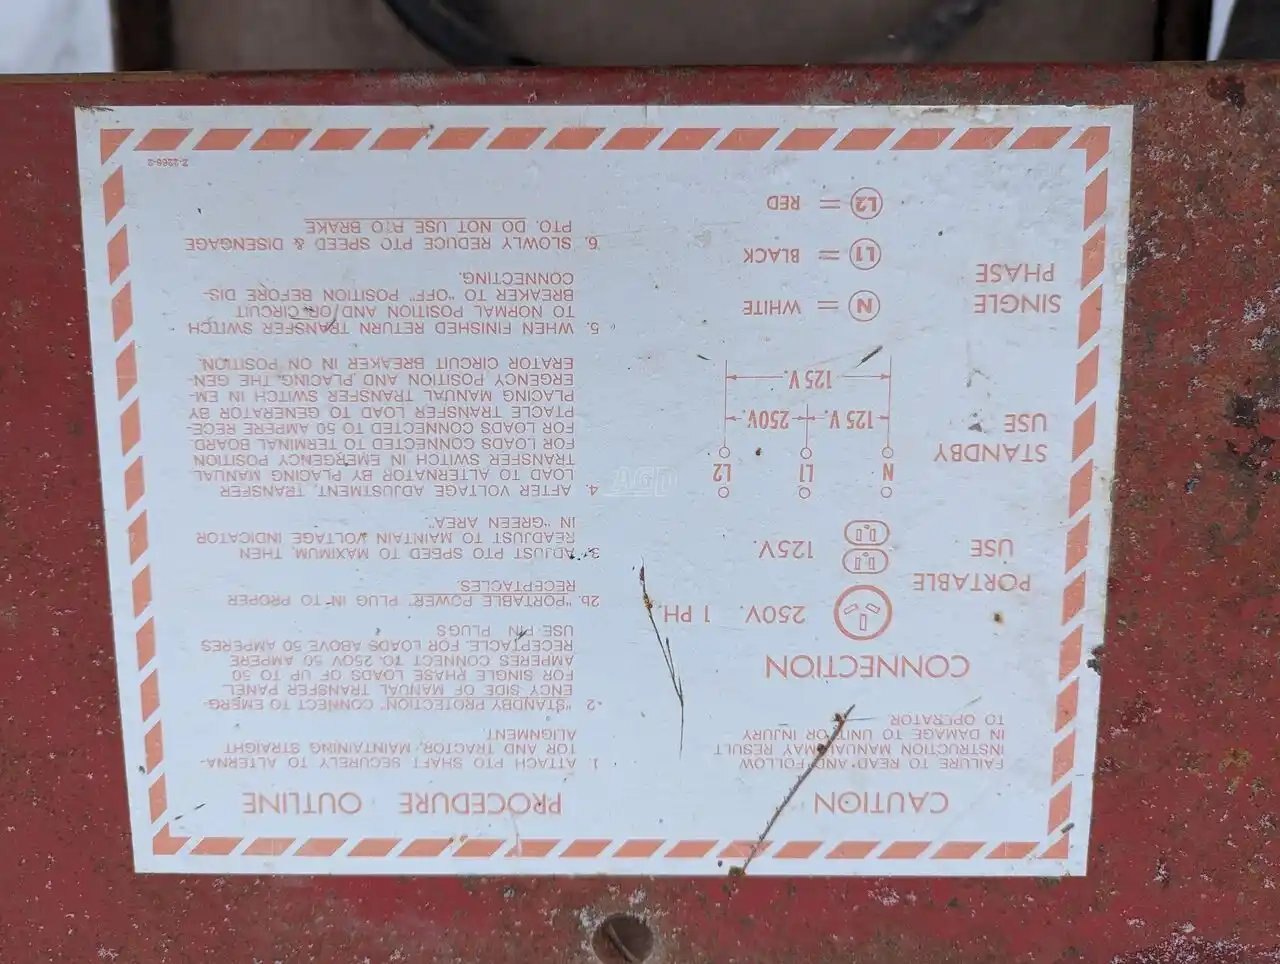 CAUTION
FAILURE TO READ AND FOLLOW
INSTRUCTION MANUAL MAY RESULT
IN DAMAGE TO UNIT OR INJURY
TO OPERATOR.
CONNECTION
PORTABLE
USE
250V. 1 PH.
125V.
STANDBY
USE
N L1 L2
125 V. 250V.
125 V.
SINGLE
PHASE
N = WHITE
L1 = BLACK
L2 = RED
PROCEDURE OUTLINE
1. ATTACH PTO SHAFT SECURELY TO ALTERNA-
TOR AND TRACTOR, MAINTAINING STRAIGHT
ALIGNMENT.
2. "STANDBY PROTECTION" CONNECT TO EMERG-
ENCY SIDE OF MANUAL TRANSFER PANEL.
FOR SINGLE PHASE LOADS OF UP TO 50
AMPERES CONNECT TO 250V 50 AMPERE
RECEPTACLE. FOR LOADS ABOVE 50 AMPERES
USE PIN PLUGS
2b "PORTABLE POWER" PLUG IN TO PROPER
RECEPTACLES.
3. ADJUST PTO SPEED TO MAXIMUM, THEN
READJUST TO MAINTAIN VOLTAGE INDICATOR
IN "GREEN AREA".
4. AFTER VOLTAGE ADJUSTMENT, TRANSFER
LOAD TO ALTERNATOR BY PLACING MANUAL
TRANSFER SWITCH IN EMERGENCY POSITION
FOR LOADS CONNECTED TO TERMINAL BOARD.
FOR LOADS CONNECTED TO 50 AMPERE RECE-
PTACLE TRANSFER LOAD TO GENERATOR BY
PLACING MANUAL TRANSFER SWITCH IN EM-
ERGENCY POSITION AND PLACING THE GEN-
ERATOR CIRCUIT BREAKER IN ON POSITION.
5. WHEN FINISHED RETURN TRANSFER SWITCH
TO NORMAL POSITION AND/OR CIRCUIT
BREAKER TO "OFF" POSITION BEFORE DIS-
CONNECTING.
6. SLOWLY REDUCE PTO SPEED & DISENGAGE
PTO. DO NOT USE PTO BRAKE
Z-2266-2
AGP